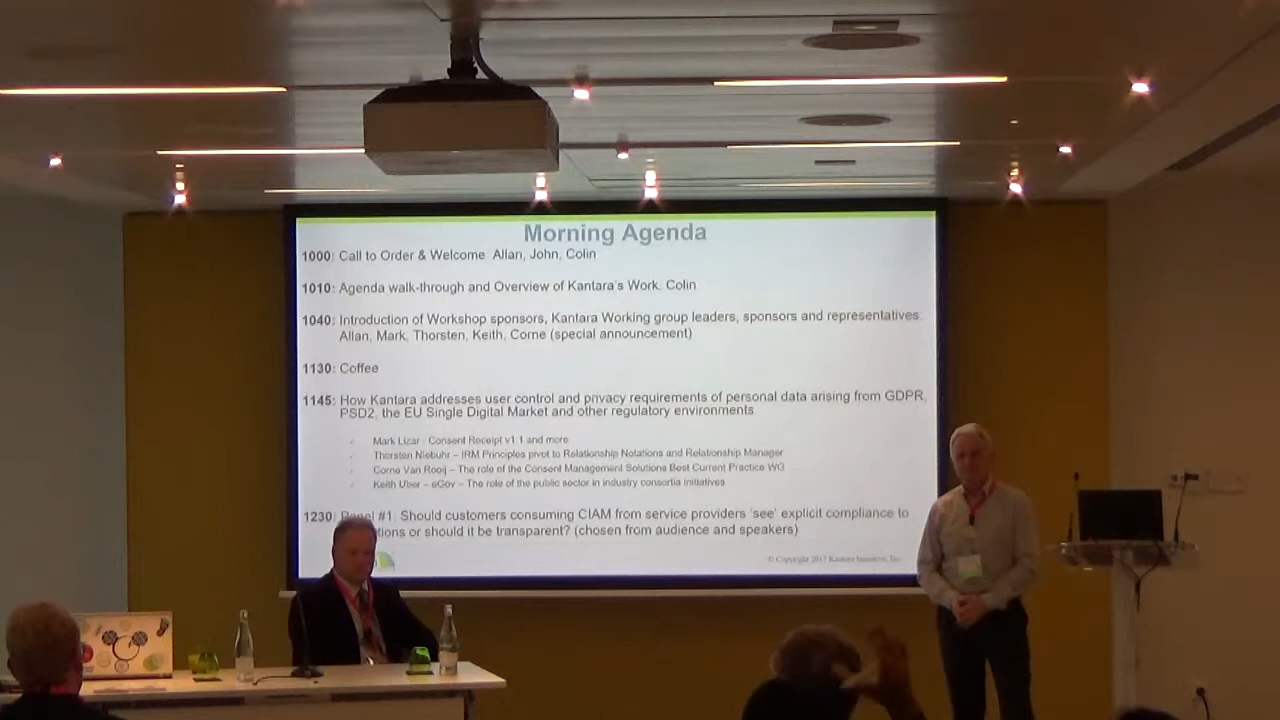 Morning Agenda
1000: Call to Order & Welcome Allan, John, Colin
1010: Agenda walk-through and Overview of Kantara's Work. Colin
1040: Introduction of Workshop sponsors, Kantara Working group leaders, sponsors and representatives.
Allan, Mark, Thorsten, Keith, Corne (special announcement)
1130: Coffee
1145: How Kantara addresses user control and privacy requirements of personal data arising from GDPR,
PSD2, the EU Single Digital Market and other regulatory environments
Mark Lizar - Consent Receipt v1.1 and more
Thorsten Niebuhr – IRM Principles pivot to Relationship Notations and Relationship Manager
Corne Van Rooij – The role of the Consent Management Solutions Best Current Practice WG
Keith Uber – eGov – The role of the public sector in industry consortia initiatives
1230: Panel #1: Should customers consuming CIAM from service providers 'see' explicit compliance to
tions or should it be transparent? (chosen from audience and speakers)
© Copyright 2017 Kantara Initiative, Inc.